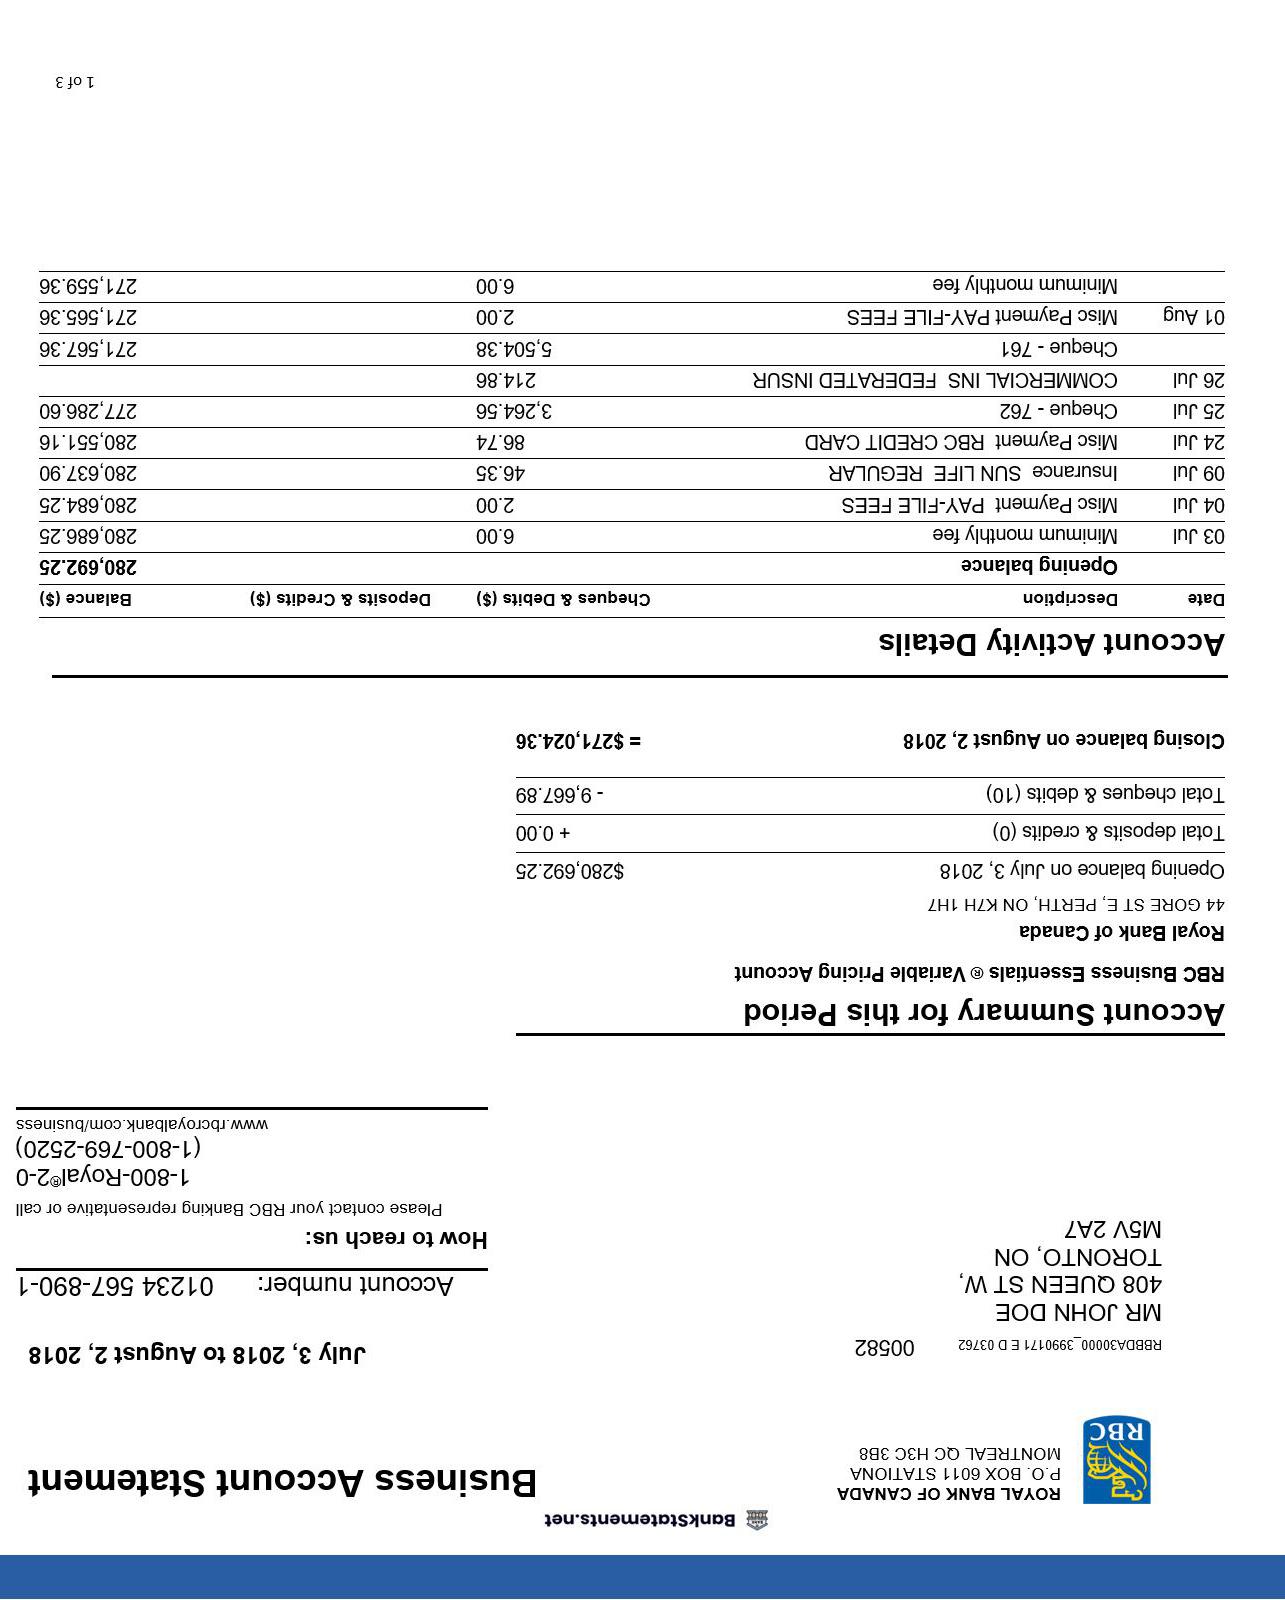 BankStatements.net
ROYAL BANK OF CANADA
P.O. BOX 6011 STATIONA
MONTREAL QC H3C 3B8
RBC
Business Account Statement
July 3, 2018 to August 2, 2018
RBBDA30000_3990171 E D 03762 00582
MR JOHN DOE
408 QUEEN ST W,
TORONTO, ON
M5V 2A7
Account number: 01234 567-890-1
How to reach us:
Please contact your RBC Banking representative or call
1-800-Royal®2-0
(1-800-769-2520)
www.rbcroyalbank.com/business
Account Summary for this Period
RBC Business Essentials ® Variable Pricing Account
Royal Bank of Canada
44 GORE ST E, PERTH, ON K7H 1H7
Opening balance on July 3, 2018 $280,692.25
Total deposits & credits (0) + 0.00
Total cheques & debits (10) - 9,667.89
Closing balance on August 2, 2018 = $271,024.36
Account Activity Details
Date Description Cheques & Debits ($) Deposits & Credits ($) Balance ($)
Opening balance 280,692.25
03 Jul Minimum monthly fee 6.00 280,686.25
04 Jul Misc Payment PAY-FILE FEES 2.00 280,684.25
09 Jul Insurance SUN LIFE REGULAR 46.35 280,637.90
24 Jul Misc Payment RBC CREDIT CARD 86.74 280,551.16
25 Jul Cheque - 762 3,264.56 277,286.60
26 Jul COMMERCIAL INS FEDERATED INSUR 214.86
Cheque - 761 5,504.38 271,567.36
01 Aug Misc Payment PAY-FILE FEES 2.00 271,565.36
Minimum monthly fee 6.00 271,559.36
1 of 3